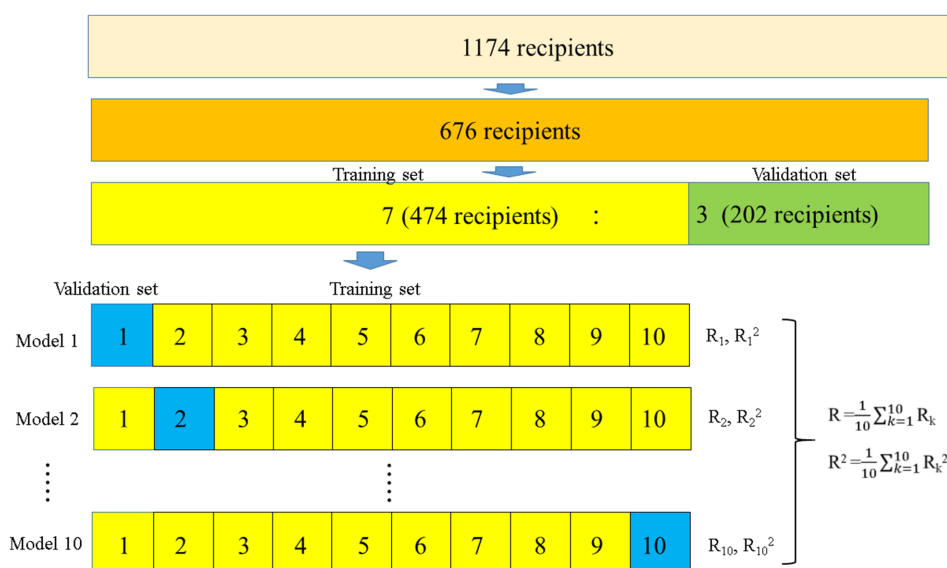 1174 recipients
676 recipients
Training set Validation set
7 (474 recipients) : 3 (202 recipients)
Validation set Training set
Model 1 1 2 3 4 5 6 7 8 9 10 R₁, R₁²
Model 2 1 2 3 4 5 6 7 8 9 10 R₂, R₂²
R = 1/10 ∑ₖ₌₁¹⁰ Rₖ
R² = 1/10 ∑ₖ₌₁¹⁰ Rₖ²
Model 10 1 2 3 4 5 6 7 8 9 10 R₁₀, R₁₀²